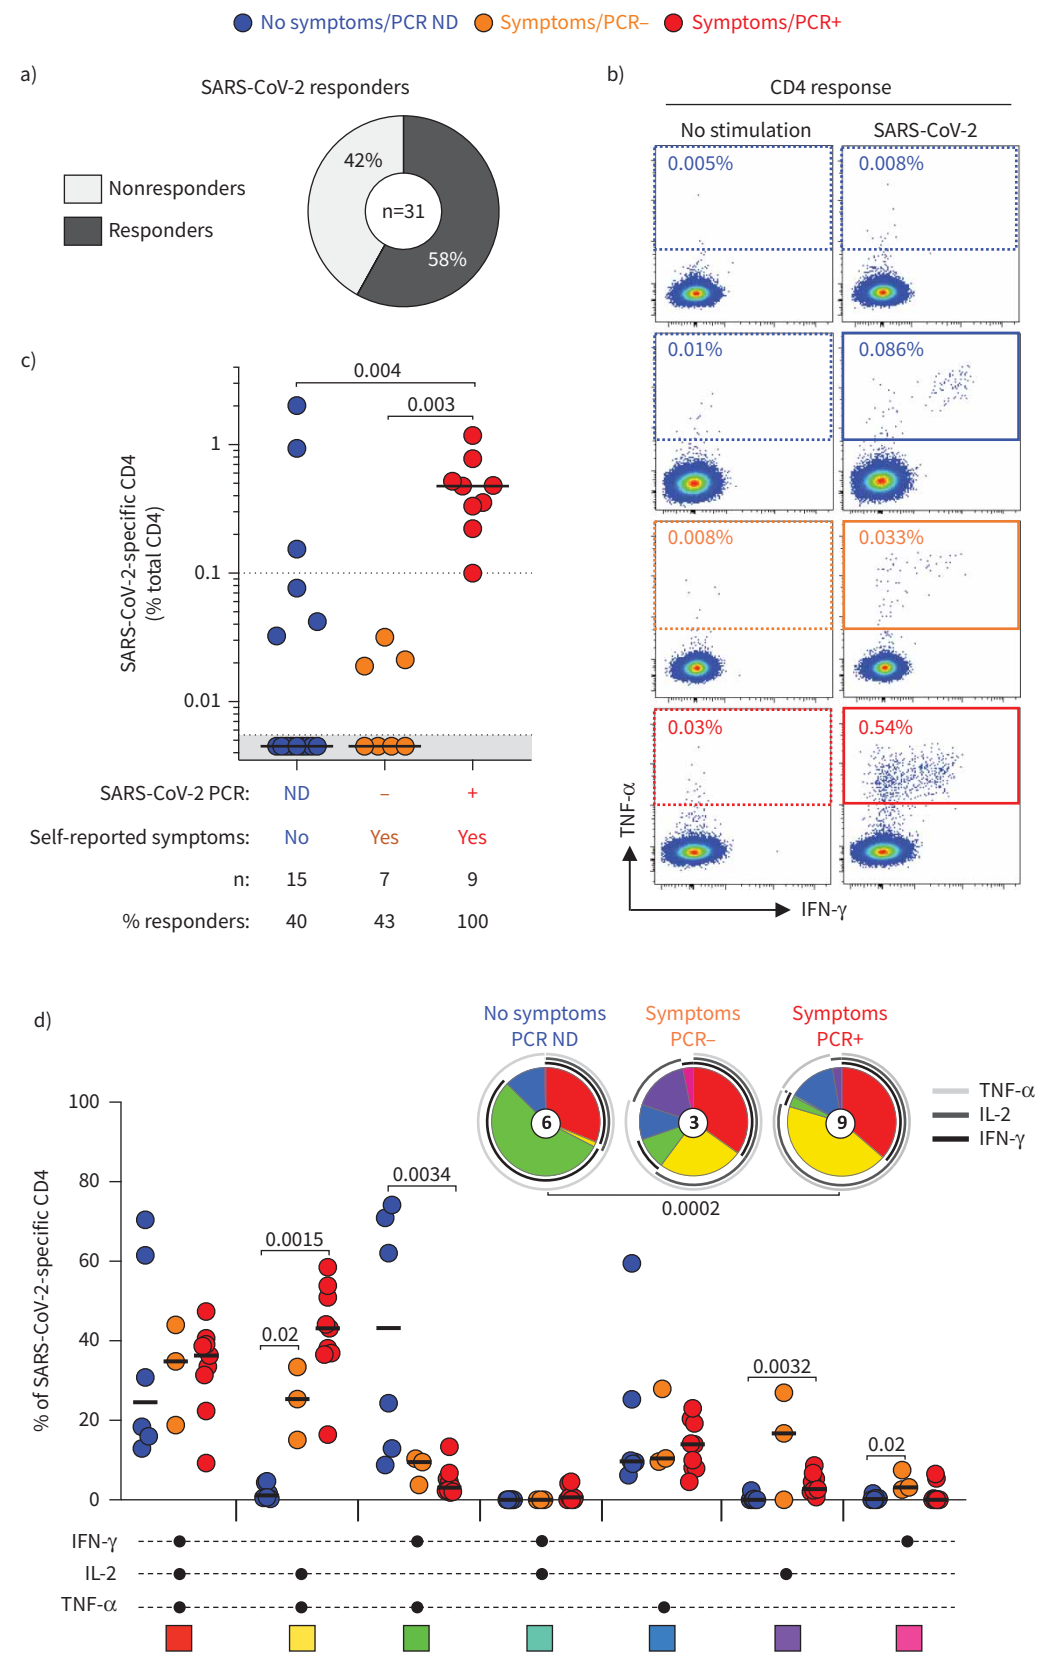 No symptoms/PCR ND Symptoms/PCR– Symptoms/PCR+
a)
SARS-CoV-2 responders
Nonresponders
Responders
42%
n=31
58%
b)
CD4 response
No stimulation SARS-CoV-2
0.005% 0.008%
0.01% 0.086%
0.008% 0.033%
0.03% 0.54%
TNF-α
IFN-γ
c)
0.004
0.003
SARS-CoV-2-specific CD4
(% total CD4)
1
0.1
0.01
SARS-CoV-2 PCR: ND – +
Self-reported symptoms: No Yes Yes
n: 15 7 9
% responders: 40 43 100
d)
No symptoms
PCR ND
Symptoms
PCR–
Symptoms
PCR+
6 3 9
TNF-α
IL-2
IFN-γ
0.0002
% of SARS-CoV-2-specific CD4
100
80
60
40
20
0
0.0015
0.02
0.0034
0.0032
0.02
IFN-γ
IL-2
TNF-α